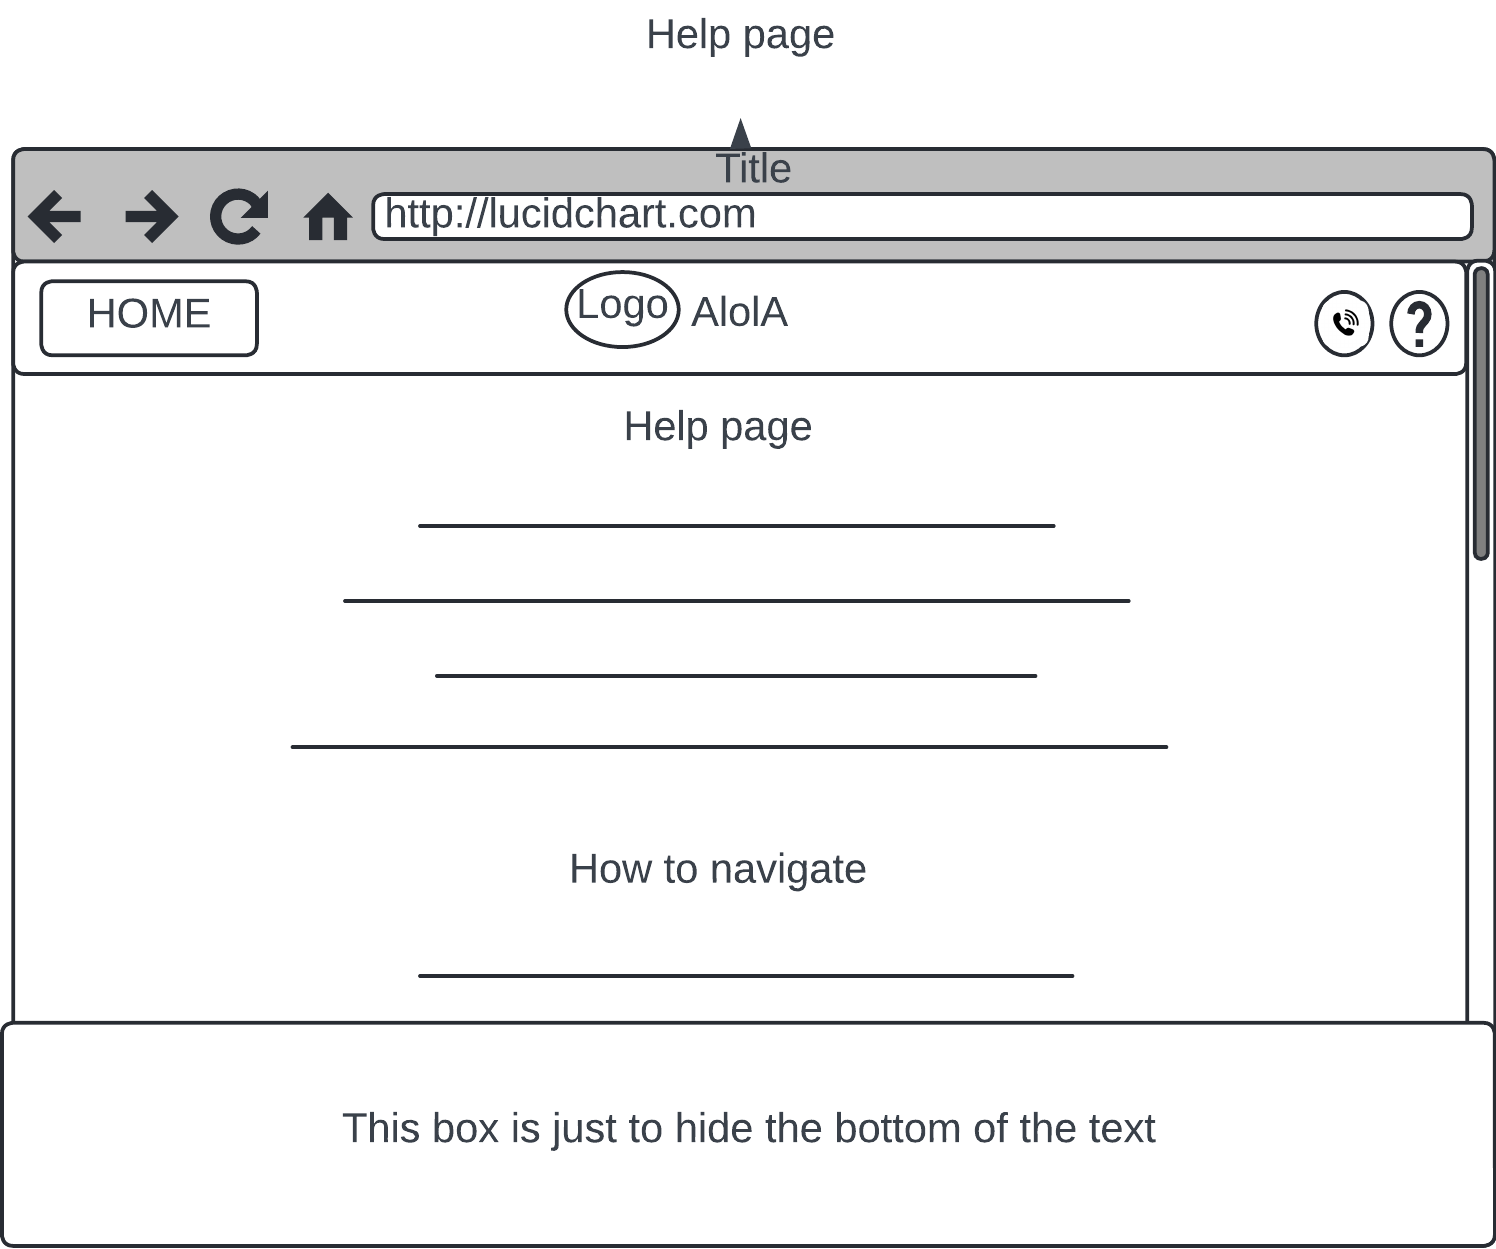 Help page
Title
http://lucidchart.com
HOME
Logo
AlolA
?
Help page
How to navigate
This box is just to hide the bottom of the text